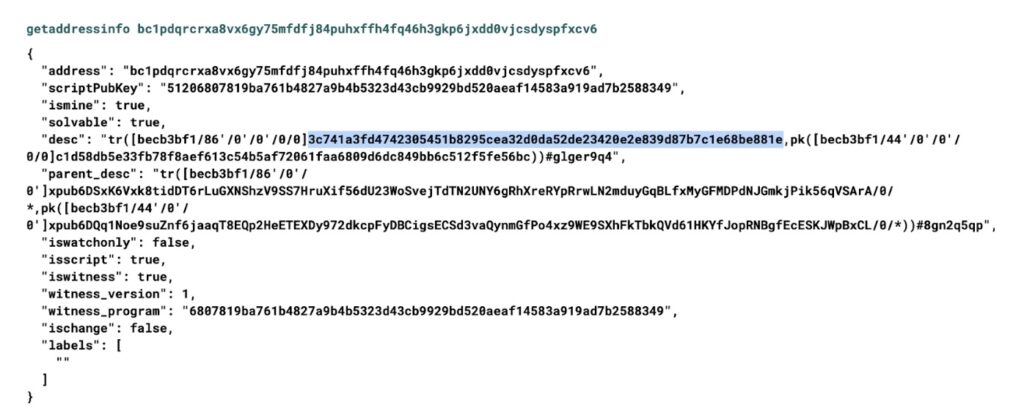 getaddressinfo bc1pdqrcrxa8vx6gy75mfdfj84puhxffh4fq46h3gkp6jxdd0vjcsdyspfxcv6
{
"address": "bc1pdqrcrxa8vx6gy75mfdfj84puhxffh4fq46h3gkp6jxdd0vjcsdyspfxcv6",
"scriptPubKey": "51206807819ba761b4827a9b4b5323d43cb9929bd520aeaf14583a919ad7b2588349",
"ismine": true,
"solvable": true,
"desc": "tr([becb3bf1/86'/0'/0'/0/0]3c741a3fd4742305451b8295cea32d0da52de23420e2e839d87b7c1e68be881e,pk([becb3bf1/44'/0'/0'/
0/0]c1d58db5e33fb78f8aef613c54b5af72061faa6809d6dc849bb6c512f5fe56bc))#glger9q4",
"parent_desc": "tr([becb3bf1/86'/0'/
0']xpub6DSxK6Vxk8tidDT6rLuGXNShzV9SS7HruXif56dU23WoSvejTdTN2UNY6gRhXreRYpRrwLN2mduyGqBLfxMyGFMDPdNJGmkjPik56qVSArA/0/
*,pk([becb3bf1/44'/0'/
0']xpub6DQq1Noe9suZnf6jaaqT8EQp2HeETEXDy972dkcpFyDBCigsECSd3vaQynmGfPo4xz9WE9SXhFkTbkQVd61HKYfJopRNBgfEcESKJWpBxCL/0/*))#8gn2q5qp",
"iswatchonly": false,
"isscript": true,
"iswitness": true,
"witness_version": 1,
"witness_program": "6807819ba761b4827a9b4b5323d43cb9929bd520aeaf14583a919ad7b2588349",
"ischange": false,
"labels": [
""
]
}